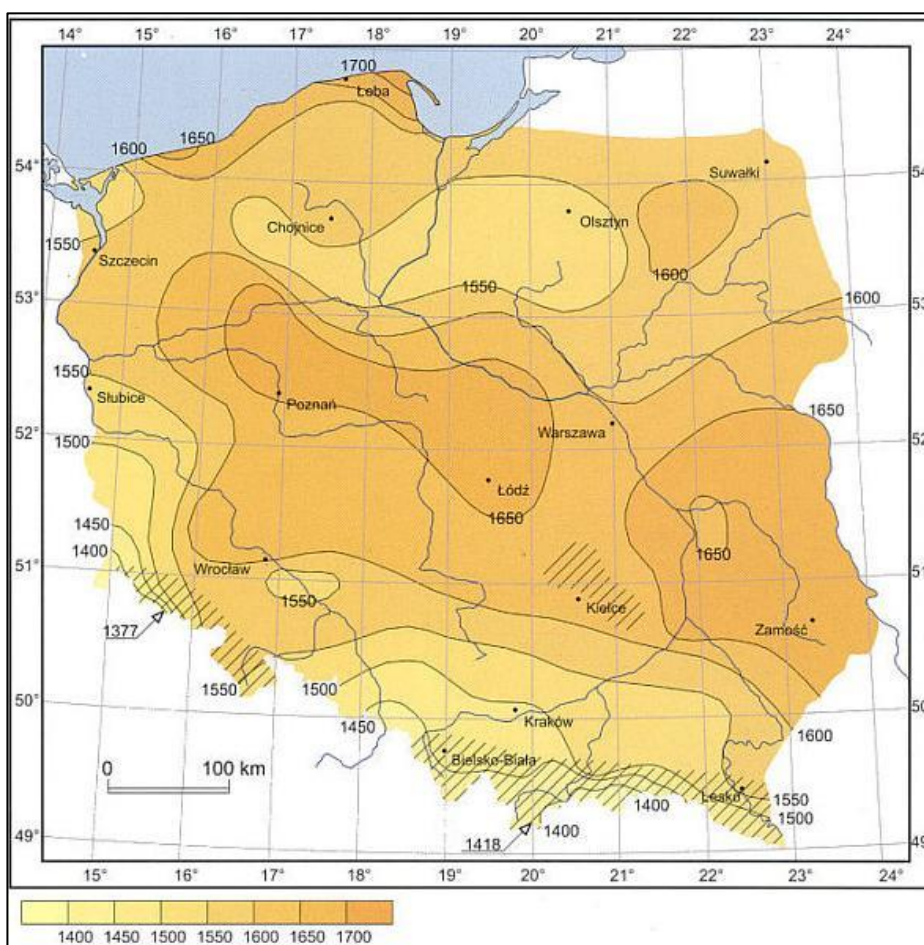 14° 15° 16° 17° 18° 19° 20° 21° 22° 23° 24°
1700
Łeba
1650
1600
54°
Suwałki
Chojnice
Olsztyn
1550
Szczecin
1600
53°
1550
1600
1550
Słubice
Poznań
1650
Warszawa
52°
1500
Łódź
1650
1450
1400
1650
51°
Wrocław
1550
Kielce
Zamość
1377
1550
1500
50°
1450
Kraków
1600
0 100 km
Bielsko-Biała
Lesko
1400
1550
1500
1400
1418
49°
15° 16° 17° 18° 19° 20° 21° 22° 23° 24°
1400 1450 1500 1550 1600 1650 1700